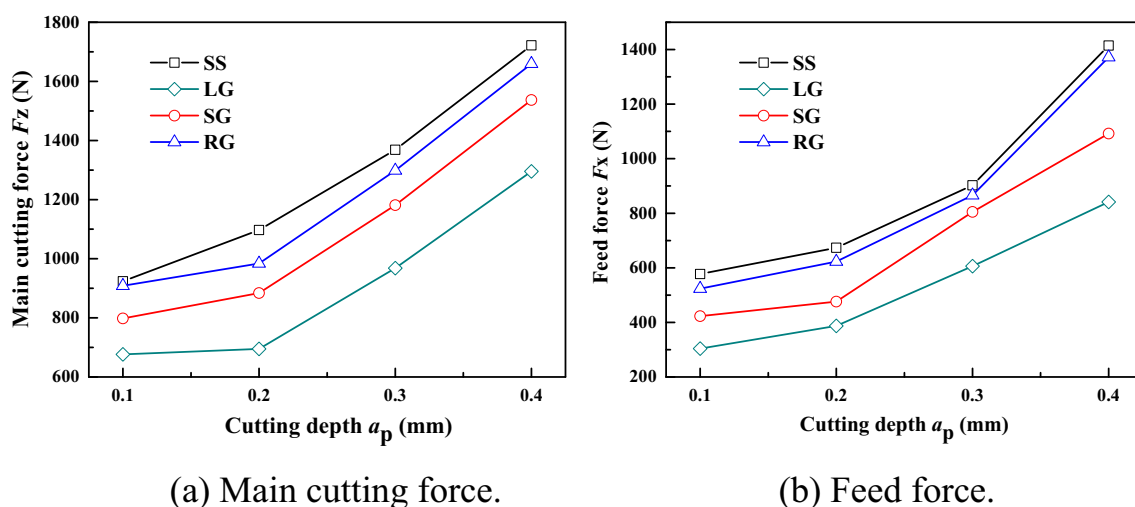 Main cutting force Fz (N)
1800
1600
1400
1200
1000
800
600
SS
LG
SG
RG
0.1 0.2 0.3 0.4
Cutting depth ap (mm)
(a) Main cutting force.
Feed force Fx (N)
1400
1200
1000
800
600
400
200
SS
LG
SG
RG
0.1 0.2 0.3 0.4
Cutting depth ap (mm)
(b) Feed force.